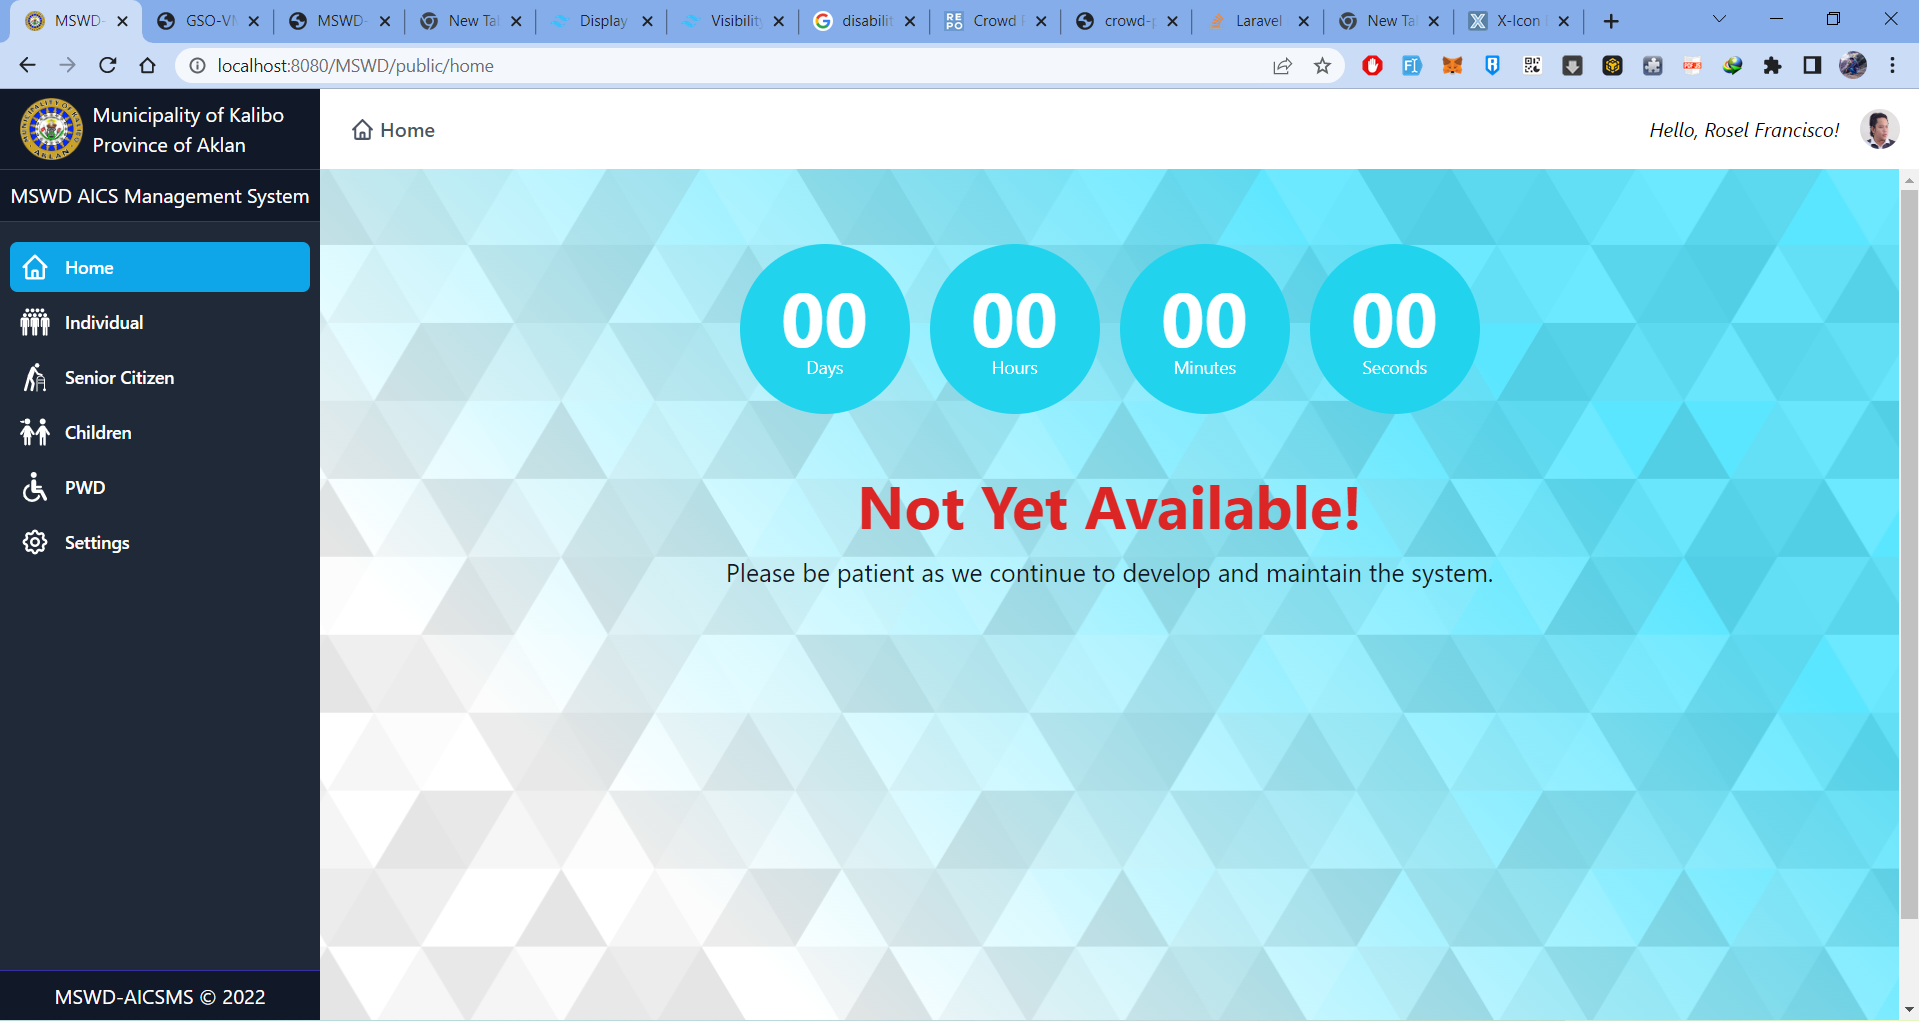 MSWD-
GSO-VM
MSWD-
New Tab
Display
Visibility
disabilit
Crowd
crowd-p
Laravel
New Tab
X-Icon
localhost:8080/MSWD/public/home
Municipality of Kalibo
Province of Aklan
Home
Hello, Rosel Francisco!
MSWD AICS Management System
Home
Individual
Senior Citizen
Children
PWD
Settings
00 00 00 00
Days Hours Minutes Seconds
Not Yet Available!
Please be patient as we continue to develop and maintain the system.
MSWD-AICSMS © 2022